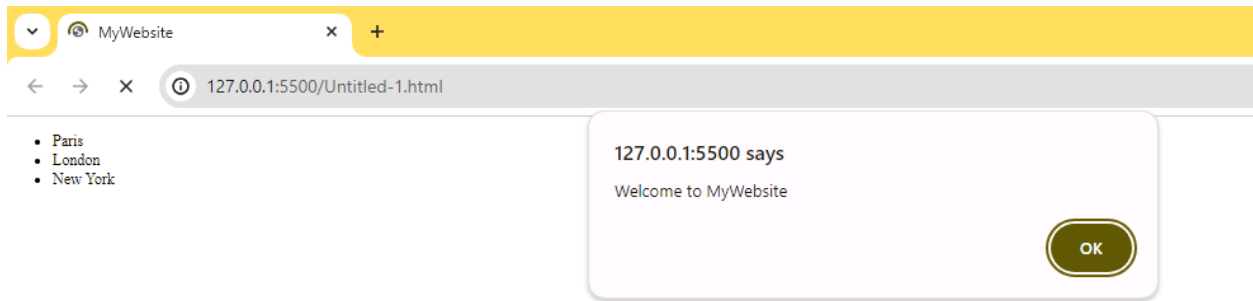 MyWebsite
127.0.0.1:5500/Untitled-1.html
Paris
London
New York
127.0.0.1:5500 says
Welcome to MyWebsite
OK